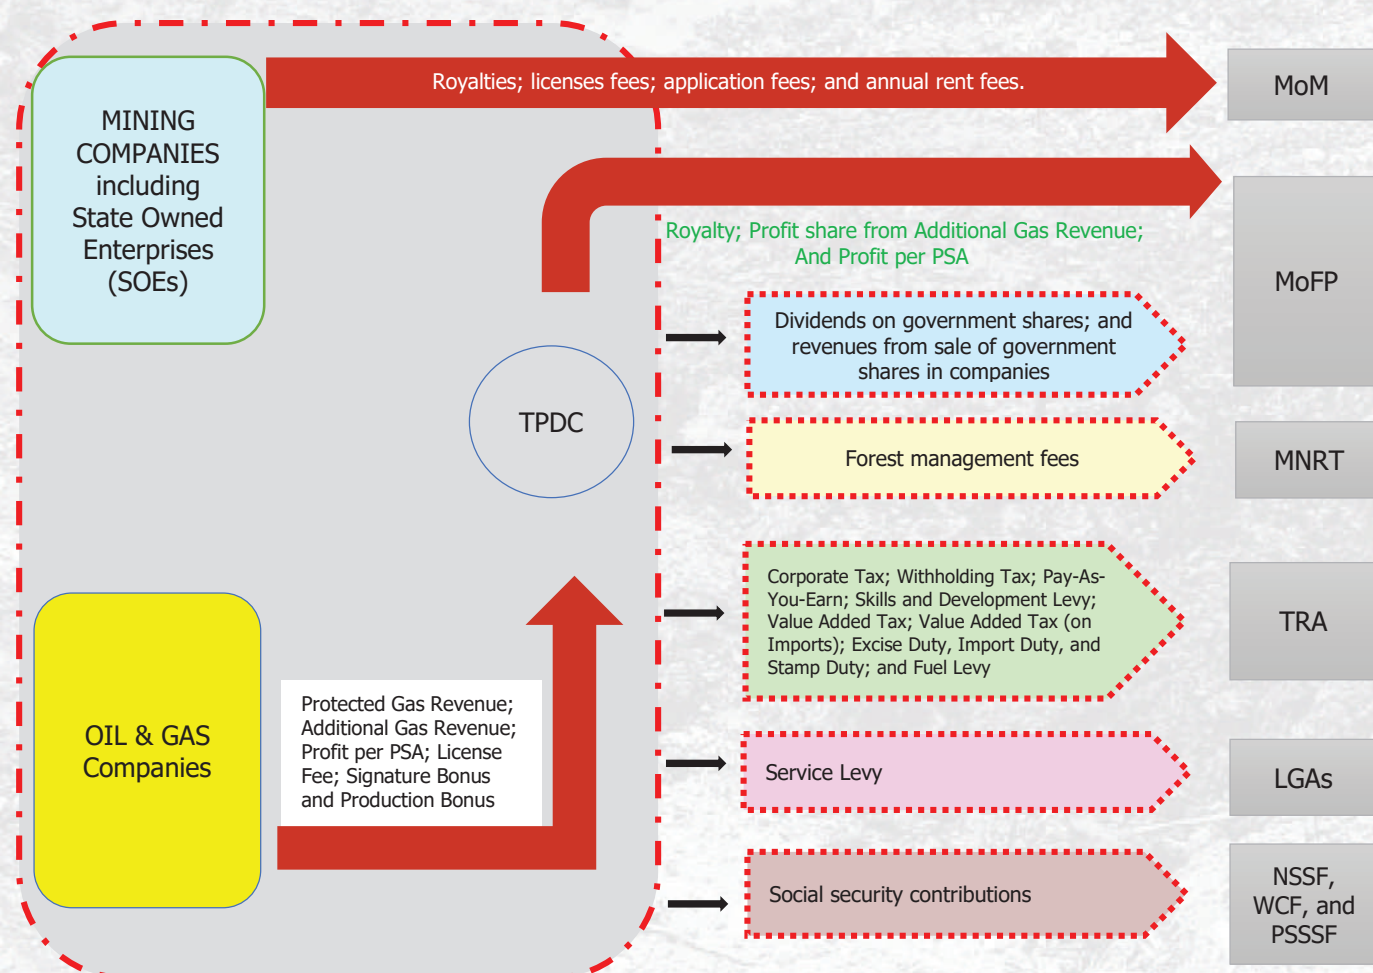 MINING
COMPANIES
including
State Owned
Enterprises
(SOEs)
Royalties; licenses fees; application fees; and annual rent fees.
MoM
Royalty; Profit share from Additional Gas Revenue;
And Profit per PSA
MoFP
Dividends on government shares; and
revenues from sale of government
shares in companies
TPDC
Forest management fees
MNRT
Corporate Tax; Withholding Tax; Pay-As-
You-Earn; Skills and Development Levy;
Value Added Tax; Value Added Tax (on
Imports); Excise Duty, Import Duty, and
Stamp Duty; and Fuel Levy
TRA
OIL & GAS
Companies
Protected Gas Revenue;
Additional Gas Revenue;
Profit per PSA; License
Fee; Signature Bonus
and Production Bonus
Service Levy
LGAs
Social security contributions
NSSF,
WCF, and
PSSSF